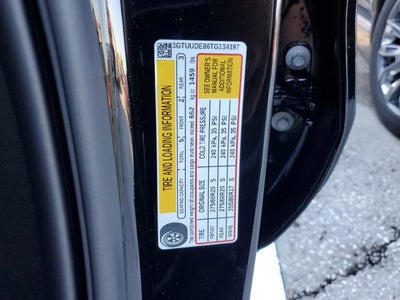 3GTUUDE86TG134197
TIRE AND LOADING INFORMATION
SEATING CAPACITY TOTAL 5 FRONT 2 REAR 3
The combined weight of occupants and cargo must never exceed 662 kg or 1459 lbs.
TIRE ORIGINAL SIZE COLD TIRE PRESSURE
FRONT 275/60R20 S 240 kPa, 35 PSI
REAR 275/60R20 S 240 kPa, 35 PSI
SPARE 255/80R17 S 240 kPa, 35 PSI
SEE OWNER'S
MANUAL FOR
ADDITIONAL
INFORMATION